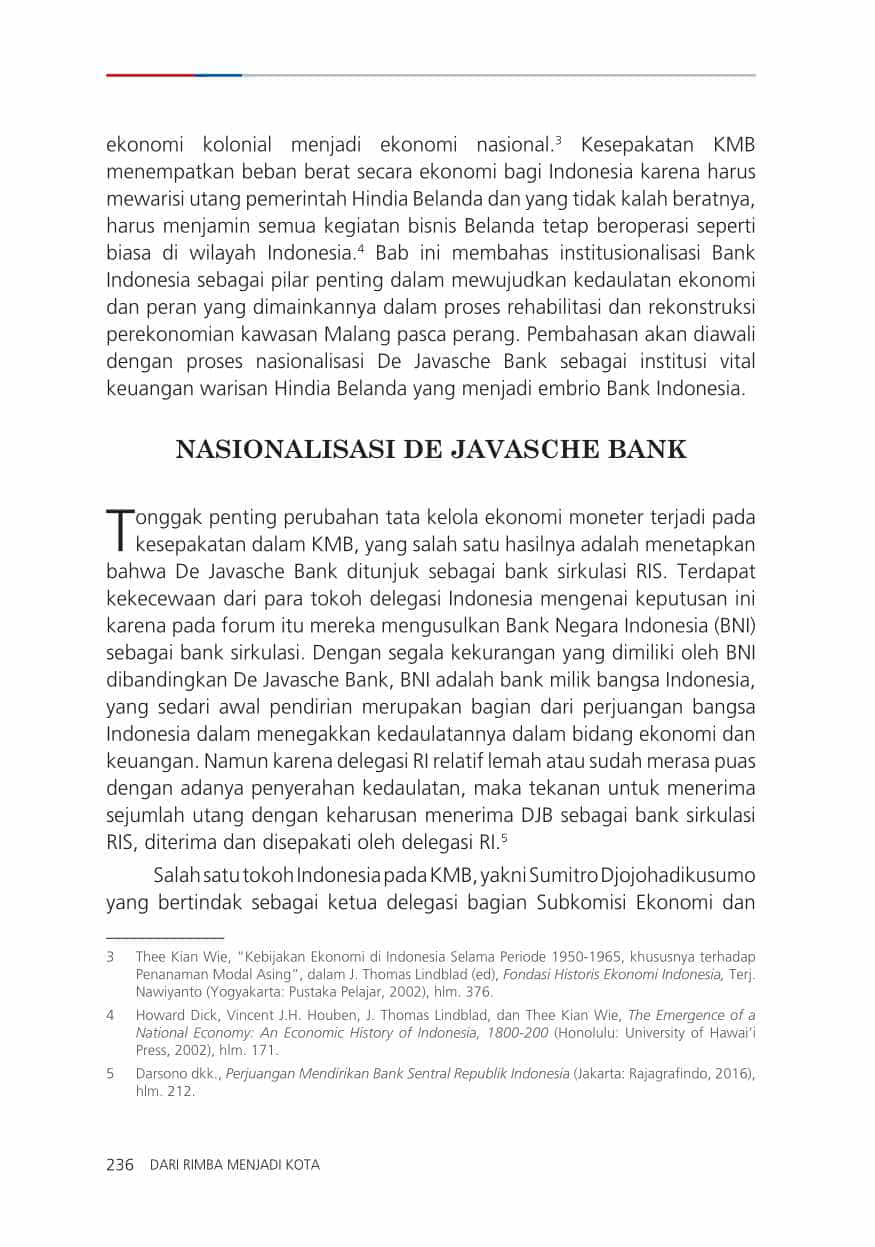 ekonomi kolonial menjadi ekonomi nasional.³ Kesepakatan KMB
menempatkan beban berat secara ekonomi bagi Indonesia karena harus
mewarisi utang pemerintah Hindia Belanda dan yang tidak kalah beratnya,
harus menjamin semua kegiatan bisnis Belanda tetap beroperasi seperti
biasa di wilayah Indonesia.⁴ Bab ini membahas institusionalisasi Bank
Indonesia sebagai pilar penting dalam mewujudkan kedaulatan ekonomi
dan peran yang dimainkannya dalam proses rehabilitasi dan rekonstruksi
perekonomian kawasan Malang pasca perang. Pembahasan akan diawali
dengan proses nasionalisasi De Javasche Bank sebagai institusi vital
keuangan warisan Hindia Belanda yang menjadi embrio Bank Indonesia.
NASIONALISASI DE JAVASCHE BANK
Tonggak penting perubahan tata kelola ekonomi moneter terjadi pada
kesepakatan dalam KMB, yang salah satu hasilnya adalah menetapkan
bahwa De Javasche Bank ditunjuk sebagai bank sirkulasi RIS. Terdapat
kekecewaan dari para tokoh delegasi Indonesia mengenai keputusan ini
karena pada forum itu mereka mengusulkan Bank Negara Indonesia (BNI)
sebagai bank sirkulasi. Dengan segala kekurangan yang dimiliki oleh BNI
dibandingkan De Javasche Bank, BNI adalah bank milik bangsa Indonesia,
yang sedari awal pendirian merupakan bagian dari perjuangan bangsa
Indonesia dalam menegakkan kedaulatannya dalam bidang ekonomi dan
keuangan. Namun karena delegasi RI relatif lemah atau sudah merasa puas
dengan adanya penyerahan kedaulatan, maka tekanan untuk menerima
sejumlah utang dengan keharusan menerima DJB sebagai bank sirkulasi
RIS, diterima dan disepakati oleh delegasi RI.⁵
Salah satu tokoh Indonesia pada KMB, yakni Sumitro Djojohadikusumo
yang bertindak sebagai ketua delegasi bagian Subkomisi Ekonomi dan
3 Thee Kian Wie, "Kebijakan Ekonomi di Indonesia Selama Periode 1950-1965, khususnya terhadap
Penanaman Modal Asing", dalam J. Thomas Lindblad (ed), Fondasi Historis Ekonomi Indonesia, Terj.
Nawiyanto (Yogyakarta: Pustaka Pelajar, 2002), hlm. 376.
4 Howard Dick, Vincent J.H. Houben, J. Thomas Lindblad, dan Thee Kian Wie, The Emergence of a
National Economy: An Economic History of Indonesia, 1800-200 (Honolulu: University of Hawai'i
Press, 2002), hlm. 171.
5 Darsono dkk., Perjuangan Mendirikan Bank Sentral Republik Indonesia (Jakarta: Rajagrafindo, 2016),
hlm. 212.
236 DARI RIMBA MENJADI KOTA